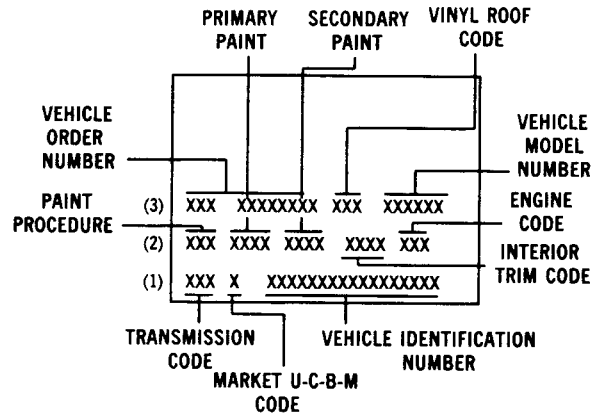 PRIMARY
PAINT
SECONDARY
PAINT
VINYL ROOF
CODE
VEHICLE
ORDER
NUMBER
VEHICLE
MODEL
NUMBER
(3) XXX XXXXXXXX XXX XXXXXX
PAINT
PROCEDURE
ENGINE
CODE
(2) XXX XXXX XXXX XXXX XXX
INTERIOR
TRIM CODE
(1) XXX X XXXXXXXXXXXXXXXXX
TRANSMISSION
CODE
MARKET U-C-B-M
CODE
VEHICLE IDENTIFICATION
NUMBER